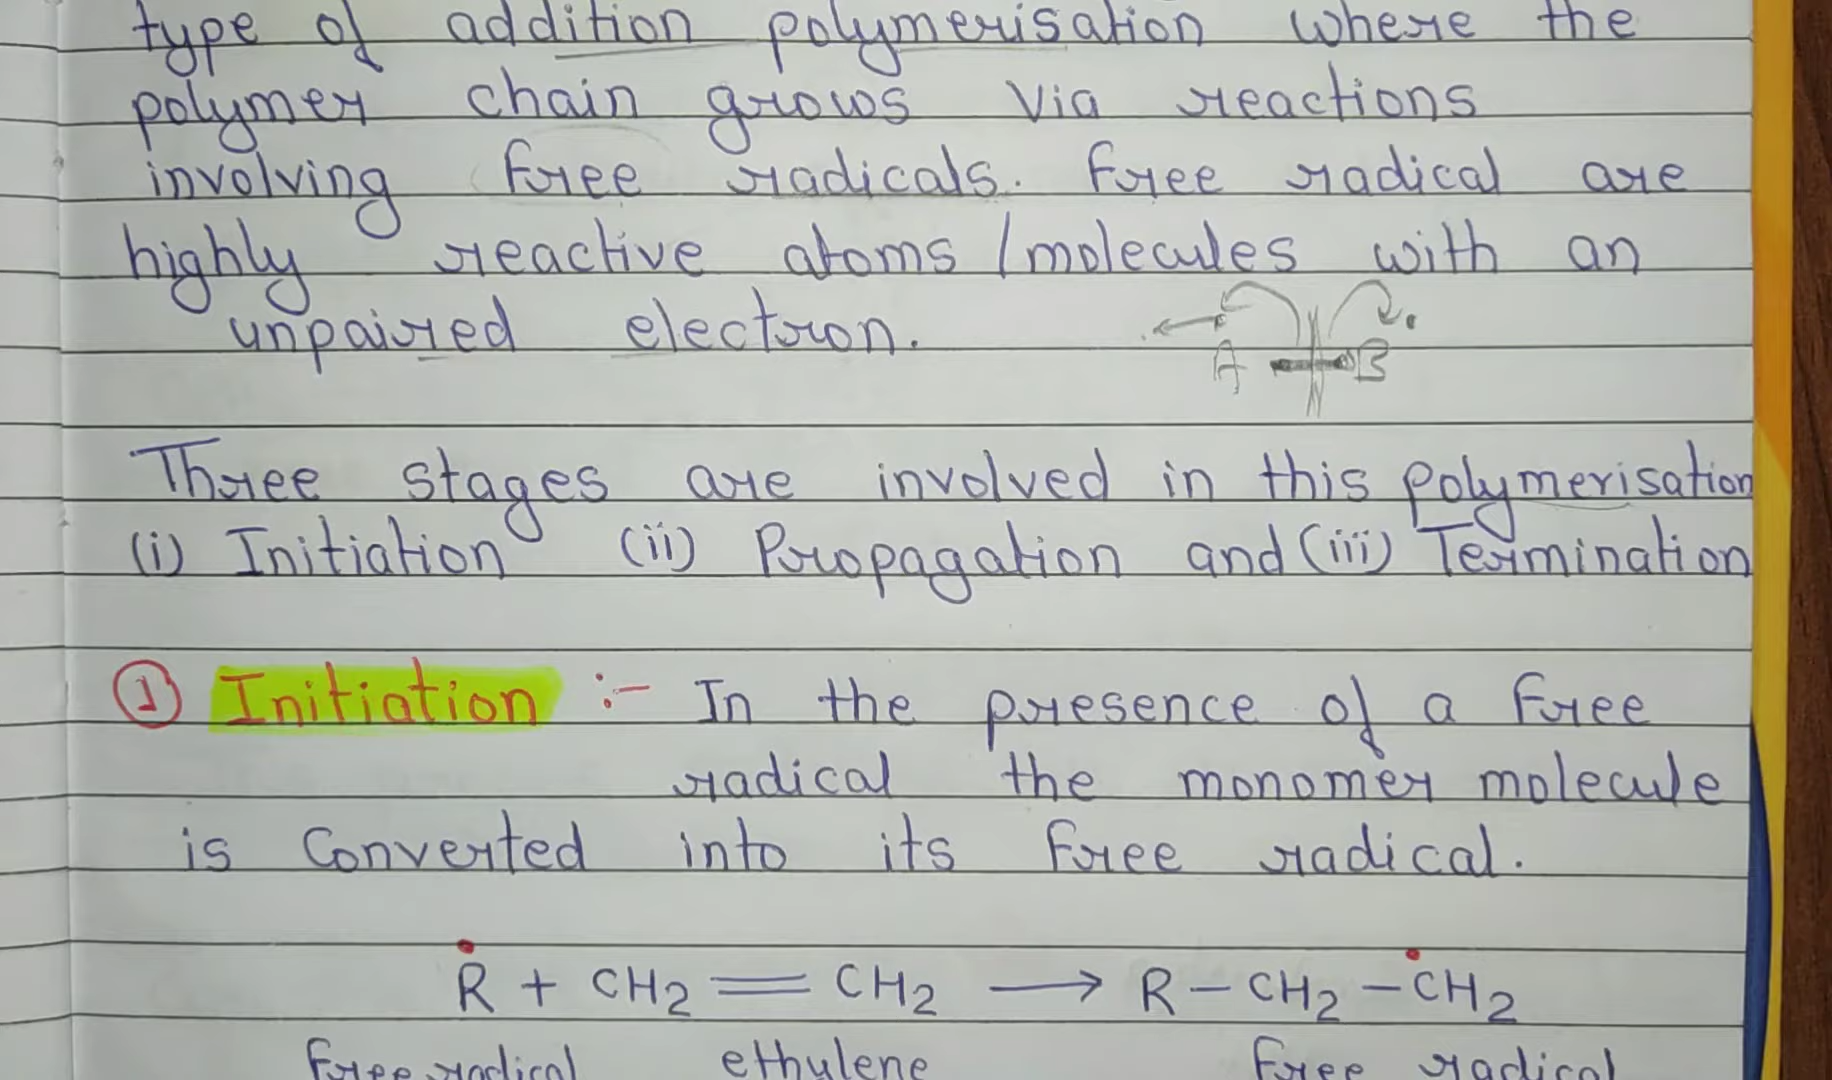 type of addition polymerisation where the
polymer chain grows via reactions
involving free radicals. Free radical are
highly reactive atoms / molecules with an
unpaired electron.
A B
Three stages are involved in this polymerisation
(i) Initiation (ii) Propagation and (iii) Termination
① Initiation :- In the presence of a free
radical the monomer molecule
is converted into its free radical.
Ṙ + CH2 = CH2 → R – CH2 – ĊH2
free radical ethylene free radical